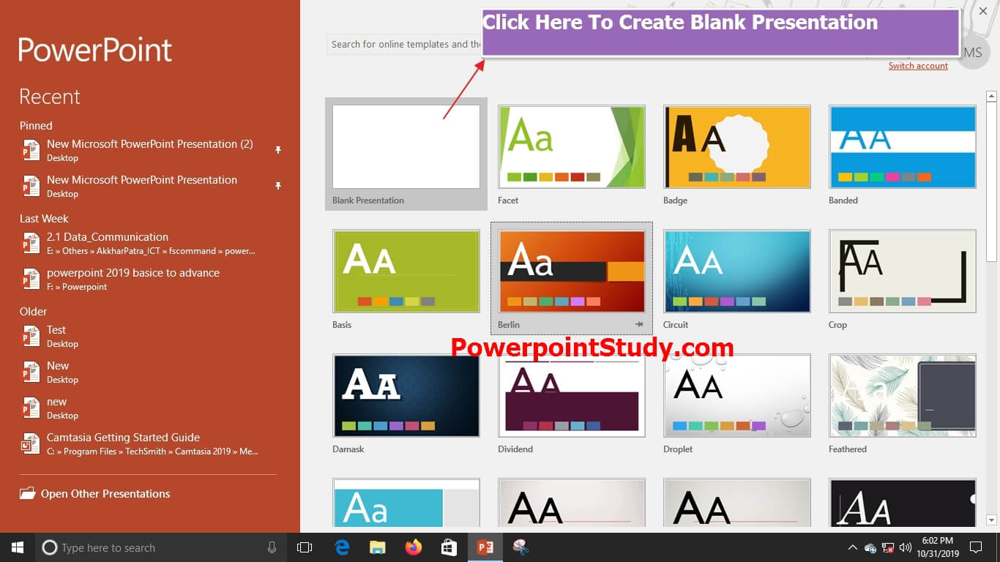 PowerPoint
Recent
Pinned
New Microsoft PowerPoint Presentation (2)
Desktop
New Microsoft PowerPoint Presentation
Desktop
Last Week
2.1 Data_Communication
E: » Others » AkkharPatra_ICT » fscommand » power...
powerpoint 2019 basice to advance
F: » Powerpoint
Older
Test
Desktop
New
Desktop
new
Desktop
Camtasia Getting Started Guide
C: » Program Files » TechSmith » Camtasia 2019 » Me...
Open Other Presentations
Click Here To Create Blank Presentation
Search for online templates and
MS
Switch account
Aa
AA
AA
Blank Presentation
Facet
Badge
Banded
AA
Aa
AA
AA
Basis
Berlin
Circuit
Crop
PowerpointStudy.com
AA
AA
AA
Damask
Dividend
Droplet
Feathered
Aa
AA
AA
AA
Type here to search
6:02 PM
10/31/2019